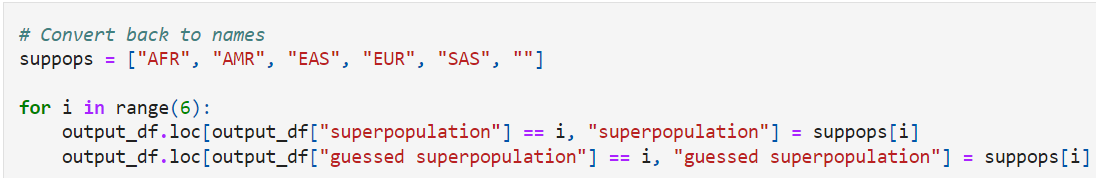 # Convert back to names
suppops = ["AFR", "AMR", "EAS", "EUR", "SAS", ""]
for i in range(6):
    output_df.loc[output_df["superpopulation"] == i, "superpopulation"] = suppops[i]
    output_df.loc[output_df["guessed superpopulation"] == i, "guessed superpopulation"] = suppops[i]